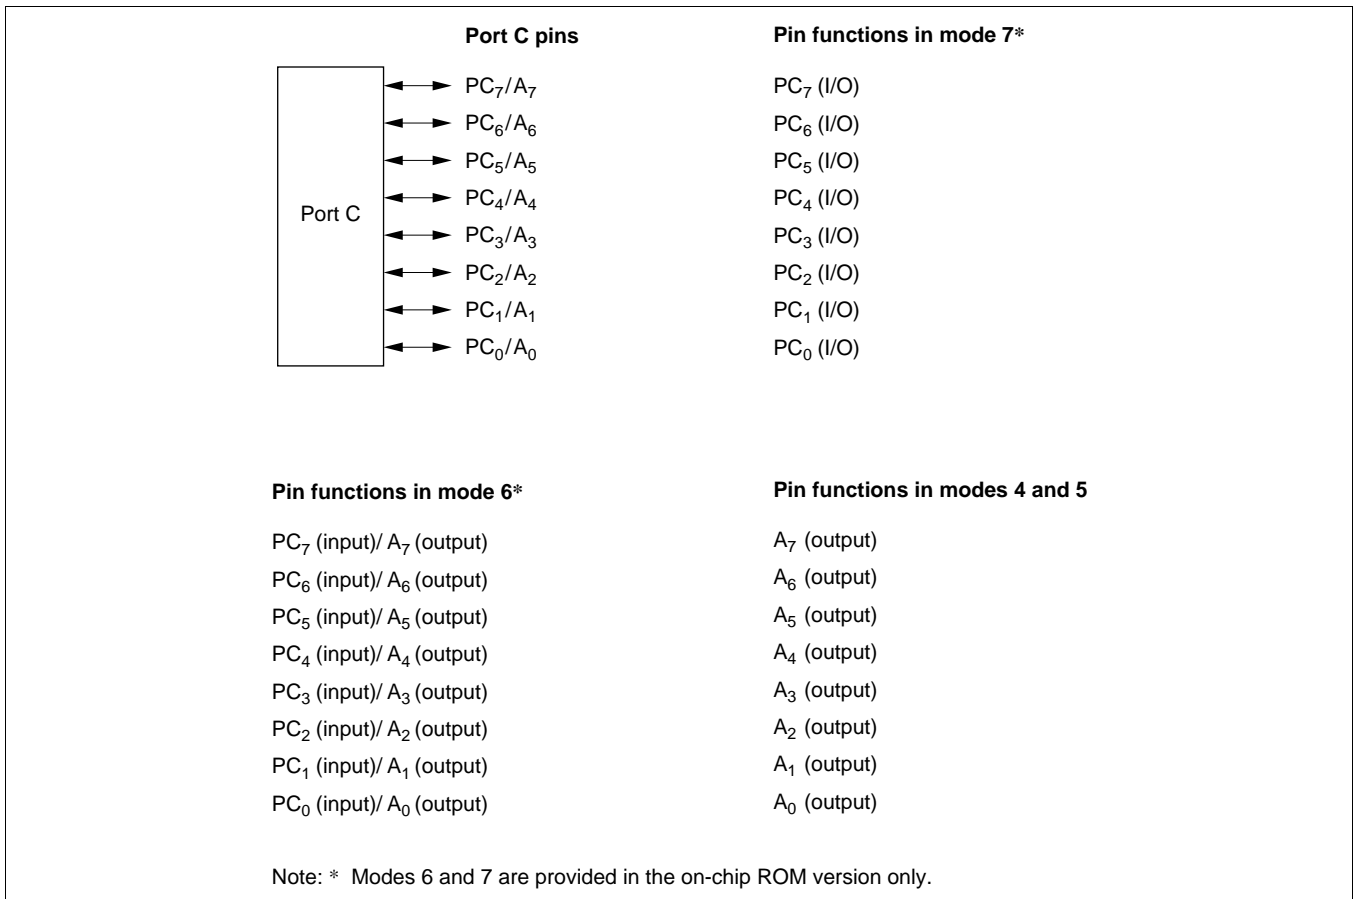 Port C pins
Port C
PC₇/A₇
PC₆/A₆
PC₅/A₅
PC₄/A₄
PC₃/A₃
PC₂/A₂
PC₁/A₁
PC₀/A₀
Pin functions in mode 7*
PC₇ (I/O)
PC₆ (I/O)
PC₅ (I/O)
PC₄ (I/O)
PC₃ (I/O)
PC₂ (I/O)
PC₁ (I/O)
PC₀ (I/O)
Pin functions in mode 6*
PC₇ (input)/ A₇ (output)
PC₆ (input)/ A₆ (output)
PC₅ (input)/ A₅ (output)
PC₄ (input)/ A₄ (output)
PC₃ (input)/ A₃ (output)
PC₂ (input)/ A₂ (output)
PC₁ (input)/ A₁ (output)
PC₀ (input)/ A₀ (output)
Pin functions in modes 4 and 5
A₇ (output)
A₆ (output)
A₅ (output)
A₄ (output)
A₃ (output)
A₂ (output)
A₁ (output)
A₀ (output)
Note: * Modes 6 and 7 are provided in the on-chip ROM version only.